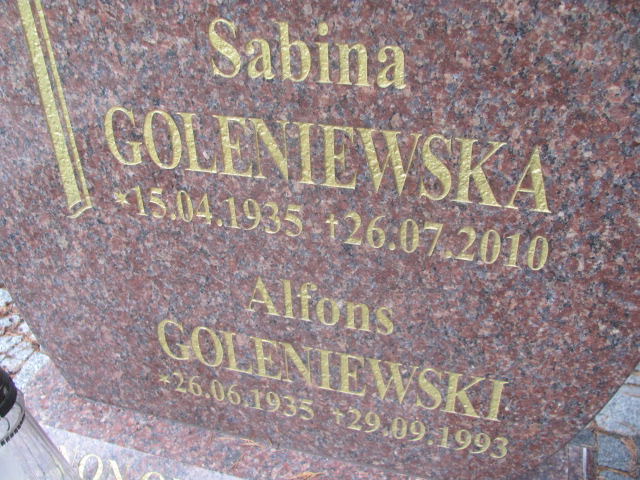 Sabina
GOLENIEWSKA
*15.04.1935 †26.07.2010
Alfons
GOLENIEWSKI
*26.06.1935 †29.09.1993